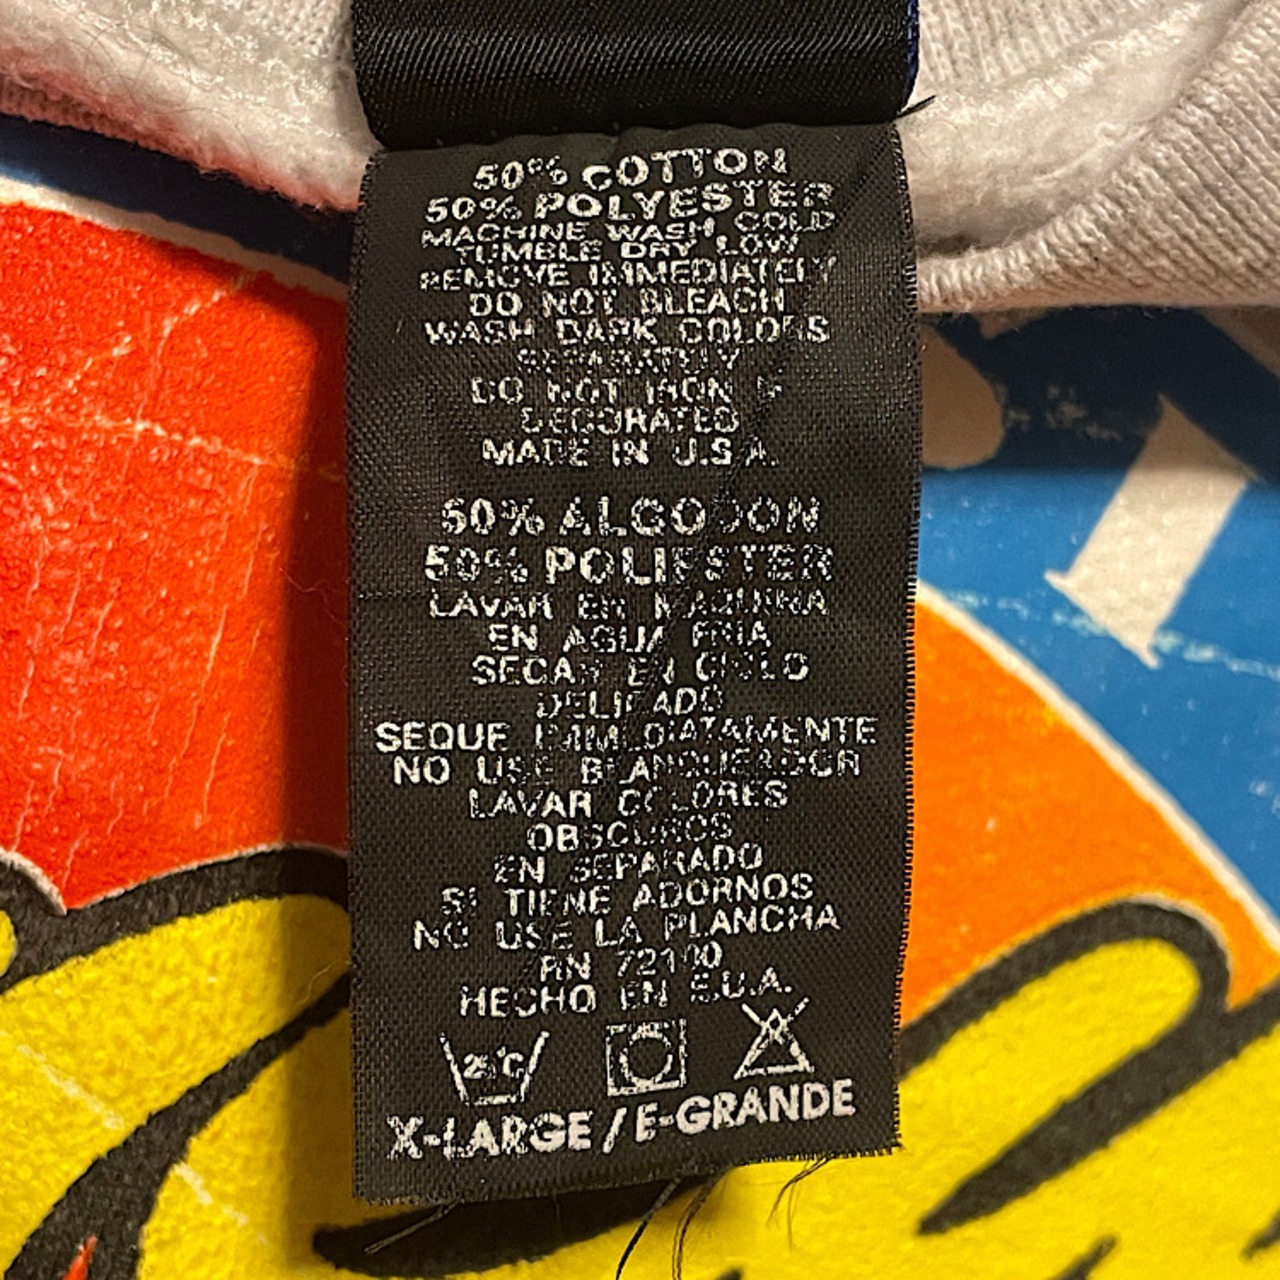 50% COTTON
50% POLYESTER
MACHINE WASH COLD
TUMBLE DRY LOW
REMOVE IMMEDIATELY
DO NOT BLEACH
WASH DARK COLORS
SEPARATELY
DO NOT IRON IF
DECORATED
MADE IN U.S.A.
50% ALGODON
50% POLIESTER
LAVAR EN MAQUINA
EN AGUA FRIA
SECAR EN CICLO
DELICADO
SEQUE INMEDIATAMENTE
NO USE BLANQUEADOR
LAVAR COLORES
OBSCUROS
EN SEPARADO
SI TIENE ADORNOS
NO USE LA PLANCHA
RN 72100
HECHO EN E.U.A.
X-LARGE / E-GRANDE